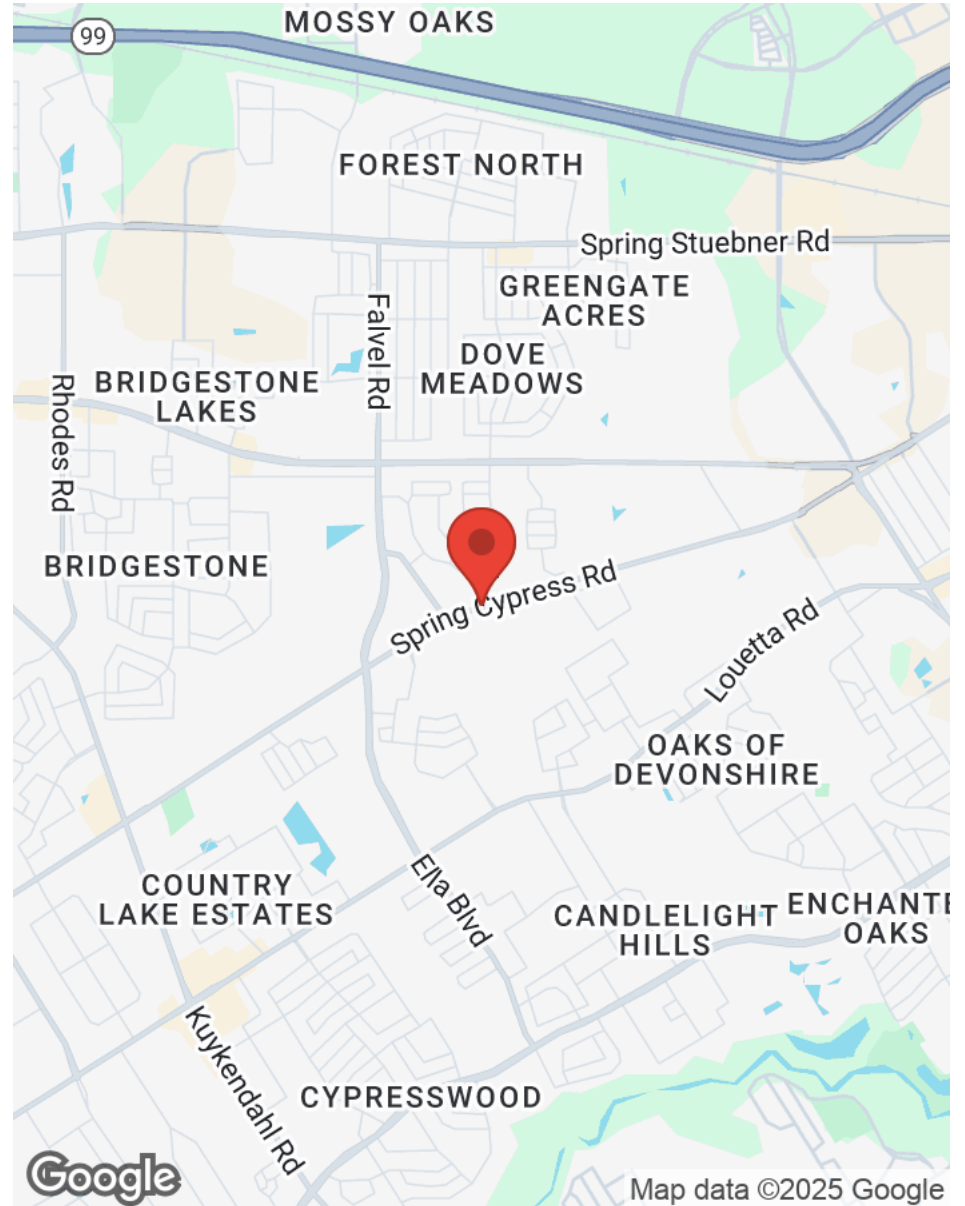 MOSSY OAKS
99
FOREST NORTH
Spring Stuebner Rd
GREENGATE
ACRES
Falvel Rd
DOVE
MEADOWS
BRIDGESTONE
LAKES
Rhodes Rd
BRIDGESTONE
Spring Cypress Rd
Louetta Rd
OAKS OF
DEVONSHIRE
Ella Blvd
COUNTRY
LAKE ESTATES
CANDLELIGHT
HILLS
ENCHANTE
OAKS
Kuykendahl Rd
CYPRESSWOOD
Google
Map data ©2025 Google